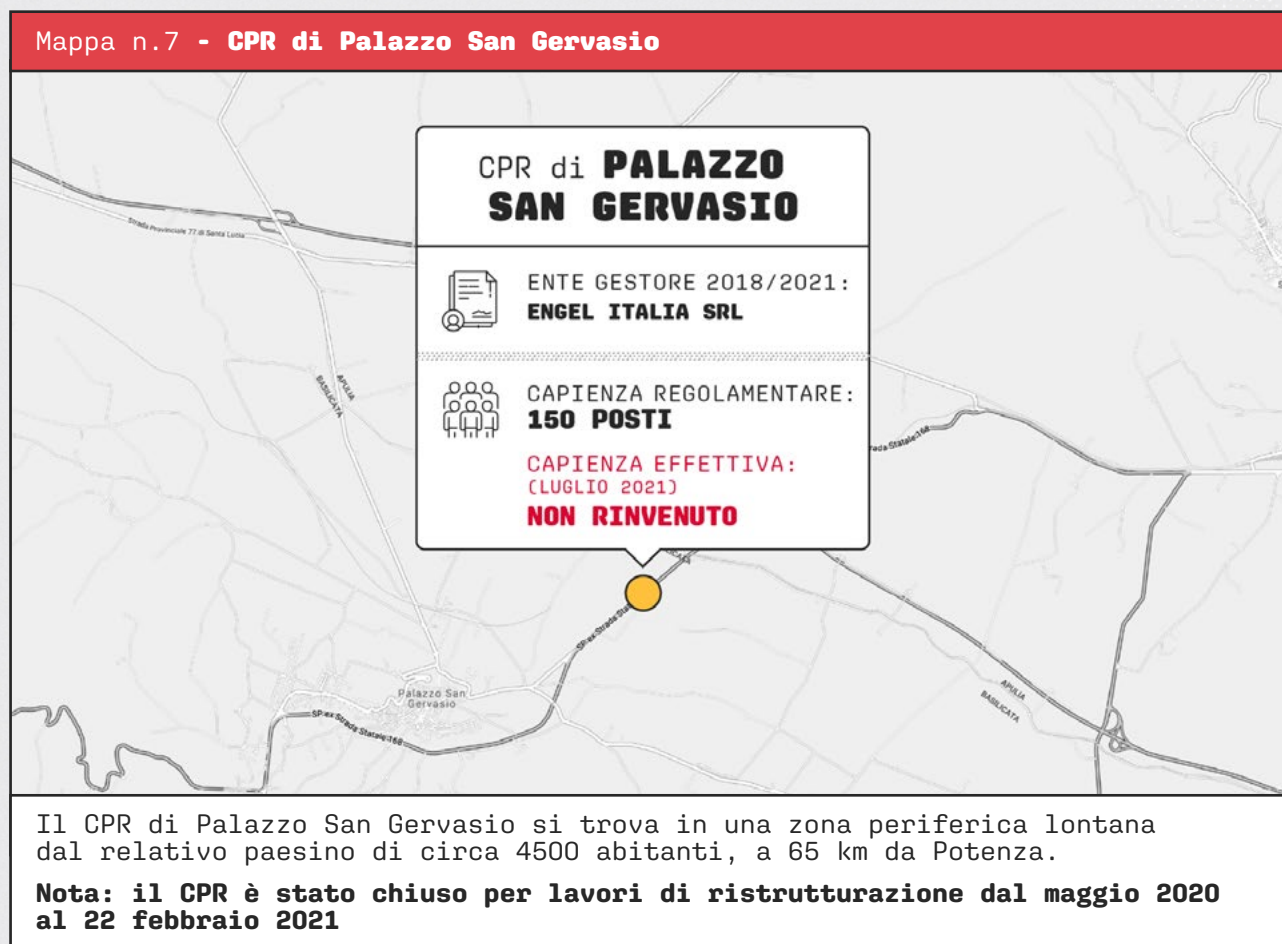 Mappa n.7 - CPR di Palazzo San Gervasio
CPR di PALAZZO
SAN GERVASIO
ENTE GESTORE 2018/2021:
ENGEL ITALIA SRL
CAPIENZA REGOLAMENTARE:
150 POSTI
CAPIENZA EFFETTIVA:
(LUGLIO 2021)
NON RINVENUTO
Strada Provinciale 77 di Santa Lucia
APULIA
BASILICATA
rada Statale 168
SP ex Strada Stat
Palazzo San
Gervasio
SP ex Strada Statale 168
APULIA
BASILICATA
Il CPR di Palazzo San Gervasio si trova in una zona periferica lontana
dal relativo paesino di circa 4500 abitanti, a 65 km da Potenza.
Nota: il CPR è stato chiuso per lavori di ristrutturazione dal maggio 2020
al 22 febbraio 2021